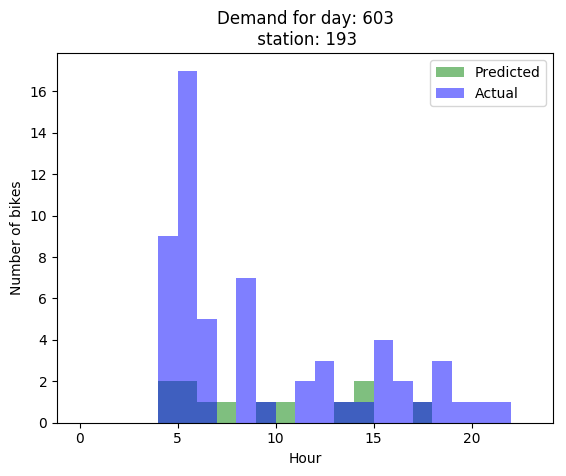 Demand for day: 603
station: 193
Predicted
Actual
Number of bikes
16
14
12
10
8
6
4
2
0
0 5 10 15 20
Hour